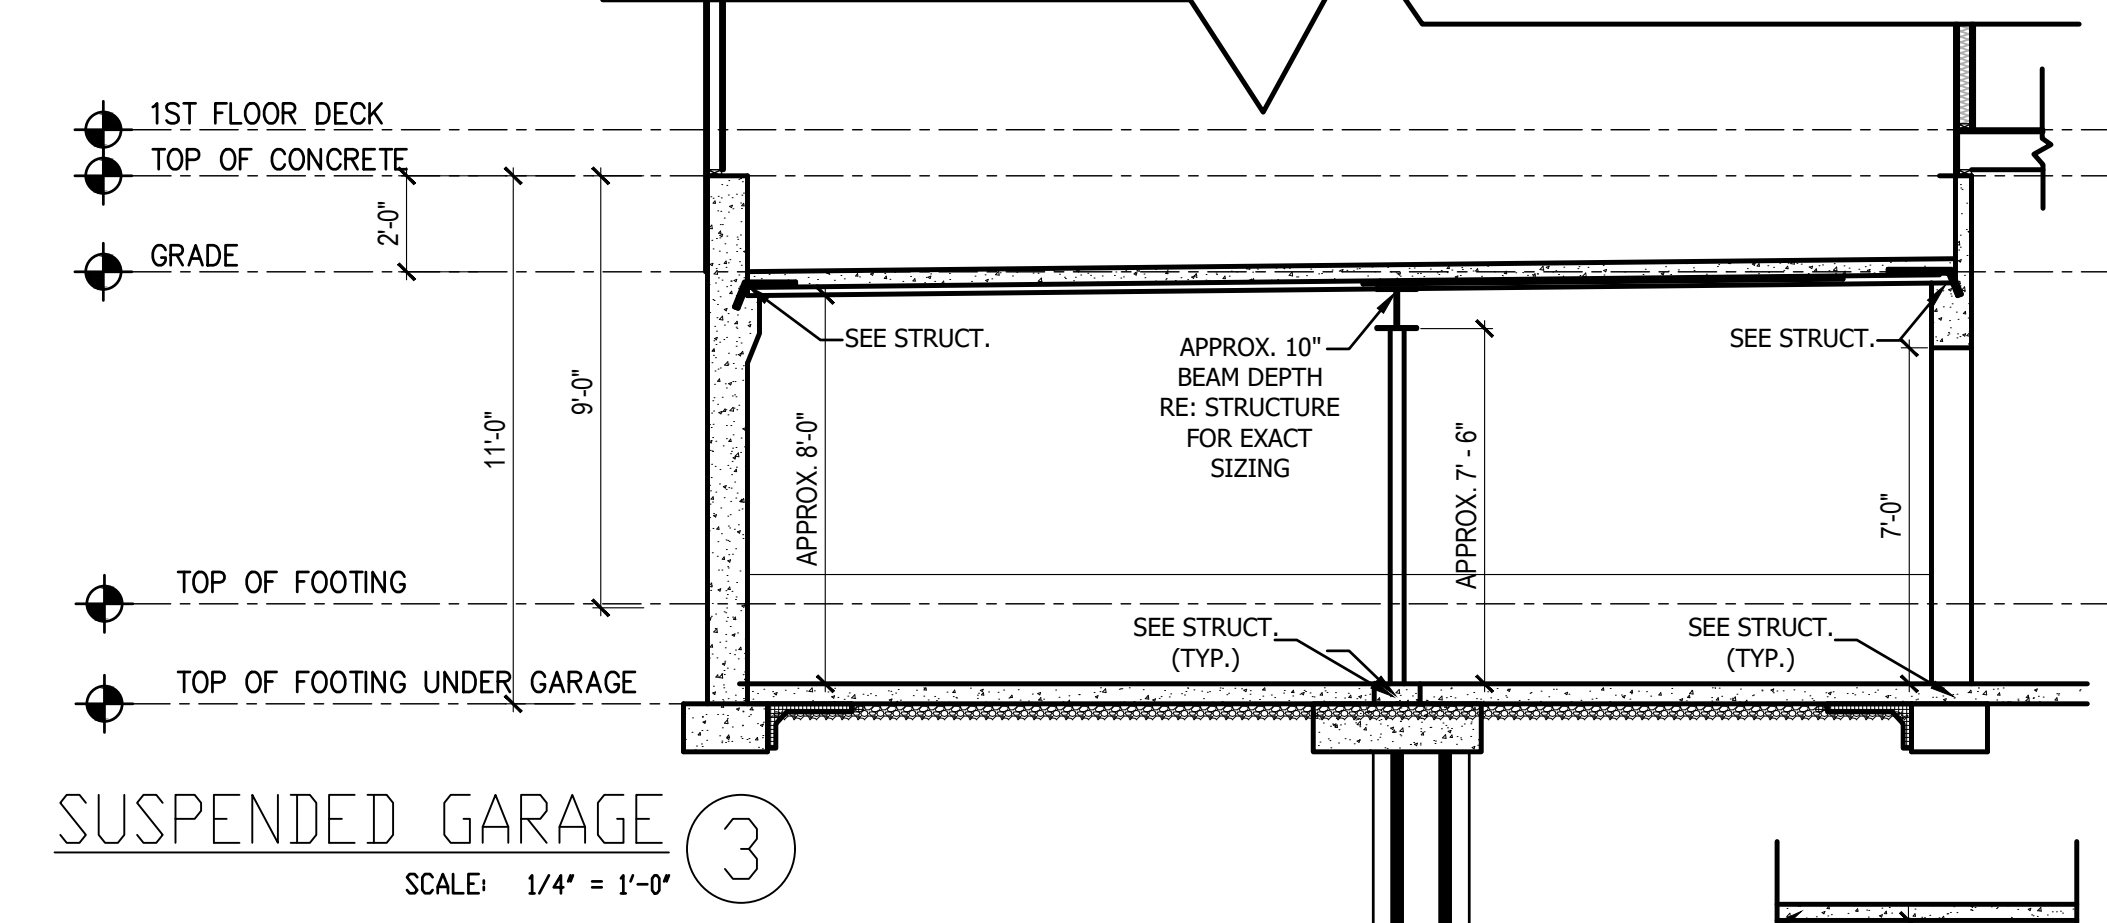 1ST FLOOR DECK
TOP OF CONCRETE
2'-0"
GRADE
11'-0"
9'-0"
TOP OF FOOTING
TOP OF FOOTING UNDER GARAGE
APPROX. 8'-0"
SEE STRUCT.
APPROX. 10"
BEAM DEPTH
RE: STRUCTURE
FOR EXACT
SIZING
APPROX. 7' - 6"
SEE STRUCT.
7'-0"
SEE STRUCT.
(TYP.)
SEE STRUCT.
(TYP.)
SUSPENDED GARAGE 3
SCALE: 1/4" = 1'-0"